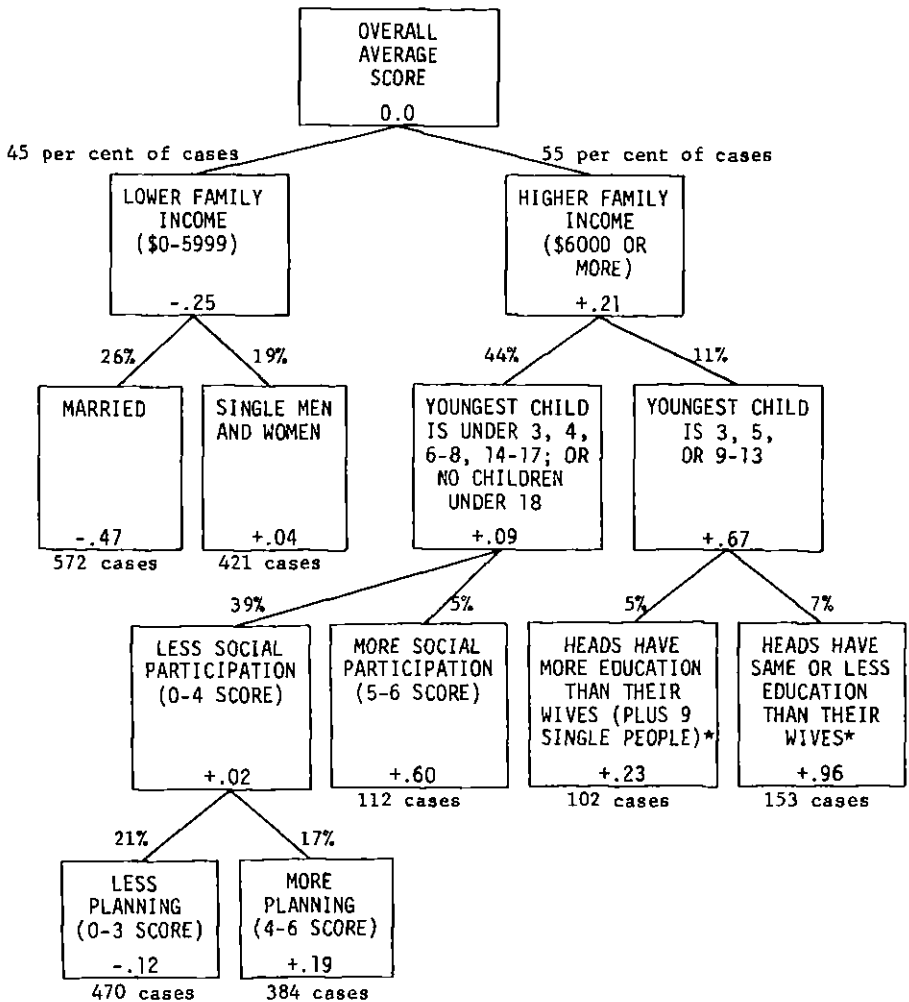 OVERALL
AVERAGE
SCORE
0.0
45 per cent of cases
55 per cent of cases
LOWER FAMILY
INCOME
($0-5999)
-.25
HIGHER FAMILY
INCOME
($6000 OR
MORE)
+.21
26%
19%
44%
11%
MARRIED
-.47
572 cases
SINGLE MEN
AND WOMEN
+.04
421 cases
YOUNGEST CHILD
IS UNDER 3, 4,
6-8, 14-17; OR
NO CHILDREN
UNDER 18
+.09
YOUNGEST CHILD
IS 3, 5,
OR 9-13
+.67
39%
5%
5%
7%
LESS SOCIAL
PARTICIPATION
(0-4 SCORE)
+.02
MORE SOCIAL
PARTICIPATION
(5-6 SCORE)
+.60
112 cases
HEADS HAVE
MORE EDUCATION
THAN THEIR
WIVES (PLUS 9
SINGLE PEOPLE)*
+.23
102 cases
HEADS HAVE
SAME OR LESS
EDUCATION
THAN THEIR
WIVES*
+.96
153 cases
21%
17%
LESS
PLANNING
(0-3 SCORE)
-.12
470 cases
MORE
PLANNING
(4-6 SCORE)
+.19
384 cases